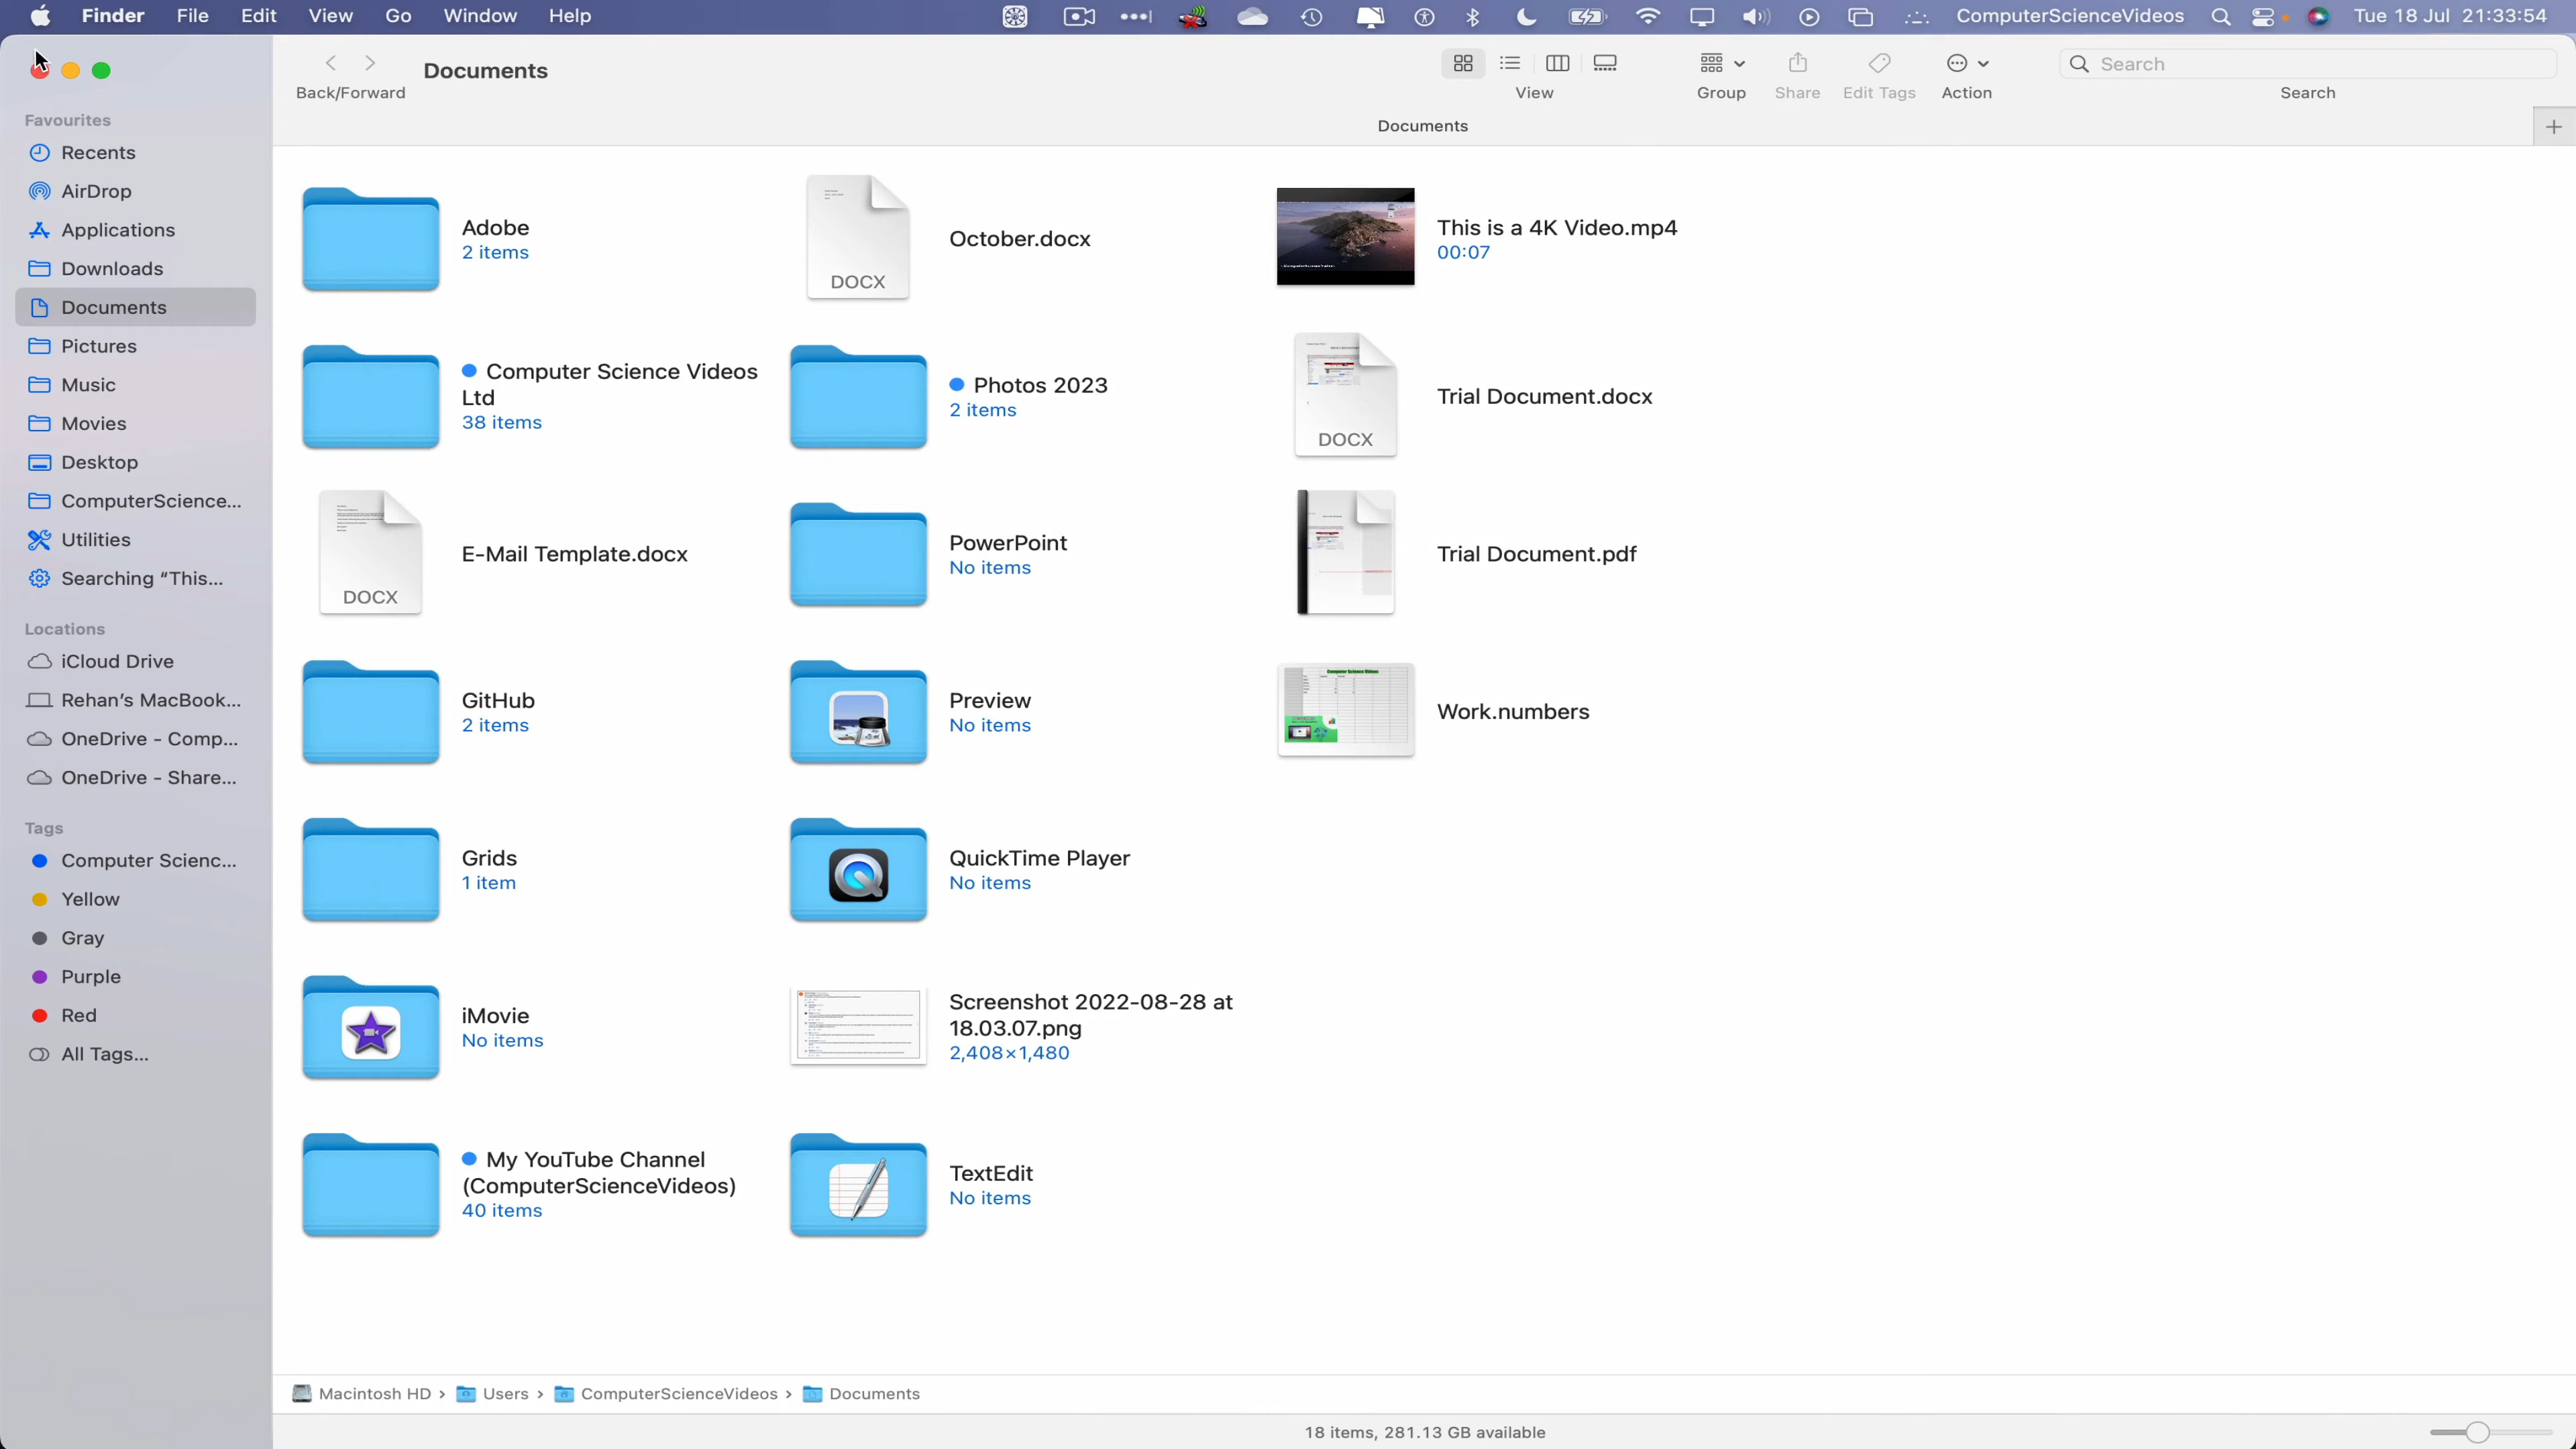 Finder File Edit View Go Window Help ComputerScienceVideos Tue 18 Jul 21:33:54
Back/Forward
Documents
View
Group
Share
Edit Tags
Action
Search
Search
Documents
Favourites
Recents
AirDrop
Applications
Downloads
Documents
Pictures
Music
Movies
Desktop
ComputerScience...
Utilities
Searching “This...
Locations
iCloud Drive
Rehan’s MacBook...
OneDrive - Comp...
OneDrive - Share...
Tags
Computer Scienc...
Yellow
Gray
Purple
Red
All Tags...
Adobe
2 items
Computer Science Videos
Ltd
38 items
DOCX
E-Mail Template.docx
GitHub
2 items
Grids
1 item
iMovie
No items
My YouTube Channel
(ComputerScienceVideos)
40 items
DOCX
October.docx
Photos 2023
2 items
PowerPoint
No items
Preview
No items
QuickTime Player
No items
Screenshot 2022-08-28 at
18.03.07.png
2,408×1,480
TextEdit
No items
This is a 4K Video.mp4
00:07
DOCX
Trial Document.docx
Trial Document.pdf
Computer Science Videos
Work.numbers
Macintosh HD › Users › ComputerScienceVideos › Documents
18 items, 281.13 GB available